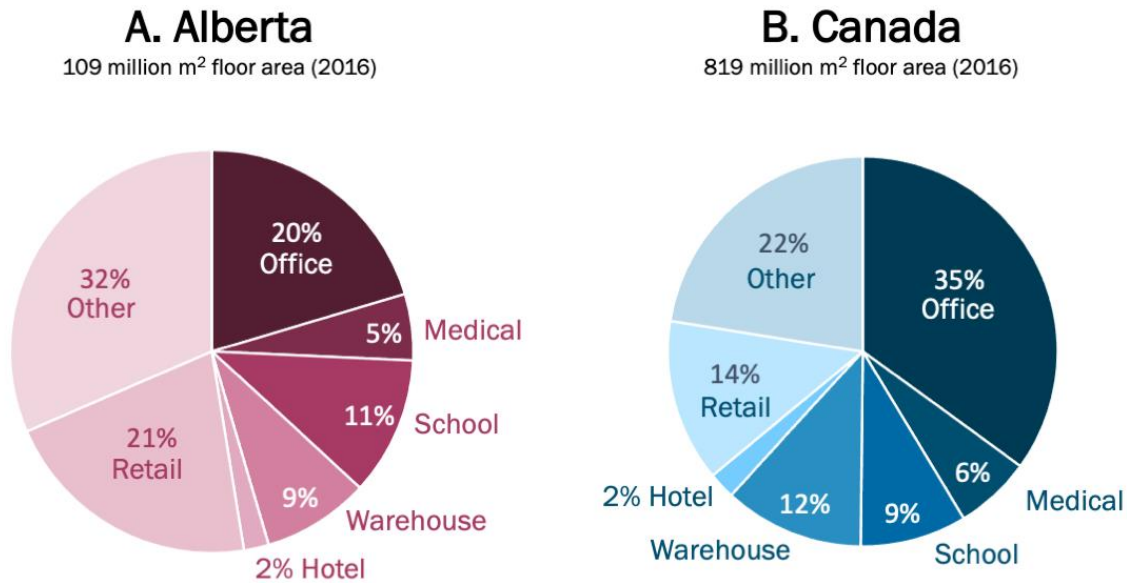 A. Alberta
109 million m² floor area (2016)
20%
Office
5%
Medical
11%
School
9%
Warehouse
2% Hotel
21%
Retail
32%
Other
B. Canada
819 million m² floor area (2016)
35%
Office
6%
Medical
9%
School
12%
Warehouse
2% Hotel
14%
Retail
22%
Other